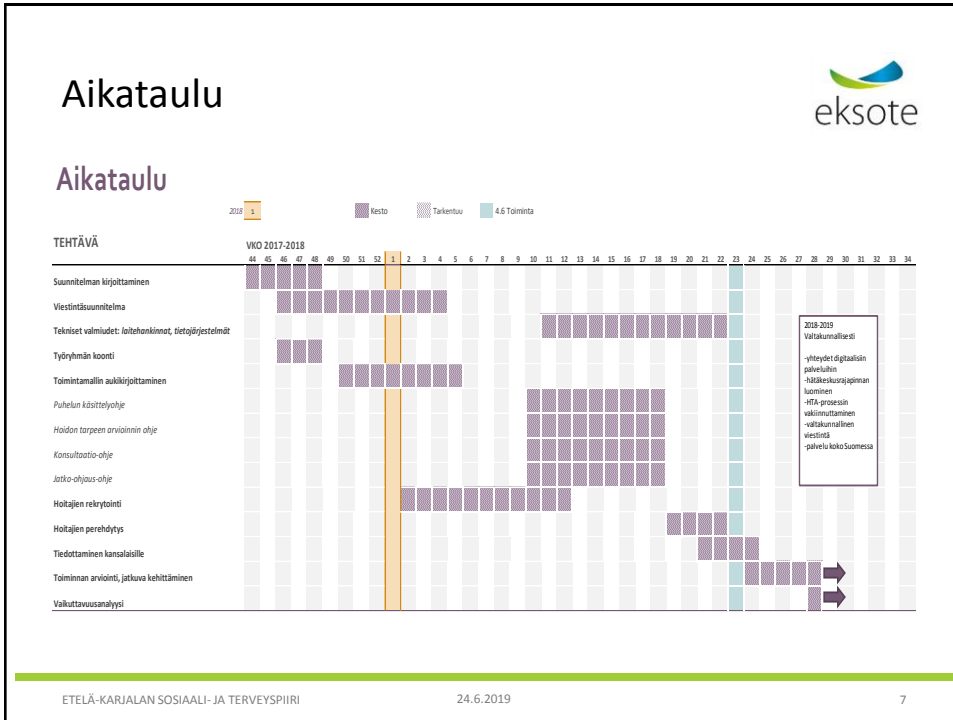 Aikataulu
eksote
Aikataulu
2018 1 Kesto Tarkentuu 4.6 Toiminta
TEHTÄVÄ VKO 2017-2018
44 45 46 47 48 49 50 51 52 1 2 3 4 5 6 7 8 9 10 11 12 13 14 15 16 17 18 19 20 21 22 23 24 25 26 27 28 29 30 31 32 33 34
Suunnitelman kirjoittaminen
Viestintäsuunnitelma
Tekniset valmiudet: laitehankinnat, tietojärjestelmät
Työryhmän koonti
Toimintamallin aukikirjoittaminen
Puhelun käsittelyohje
Hoidon tarpeen arvioinnin ohje
Konsultaatio-ohje
Jatko-ohjaus-ohje
Hoitajien rekrytointi
Hoitajien perehdytys
Tiedottaminen kansalaisille
Toiminnan arviointi, jatkuva kehittäminen
Vaikuttavuusanalyysi
2018-2019
Valtakunnallisesti
-yhteydet digitaalisiin
palveluihin
-hätäkeskusrajapinnan
luominen
-HTA-prosessin
vakiinnuttaminen
-valtakunnallinen
viestintä
-palvelu koko Suomessa
ETELÄ-KARJALAN SOSIAALI- JA TERVEYSPIIRI 24.6.2019 7